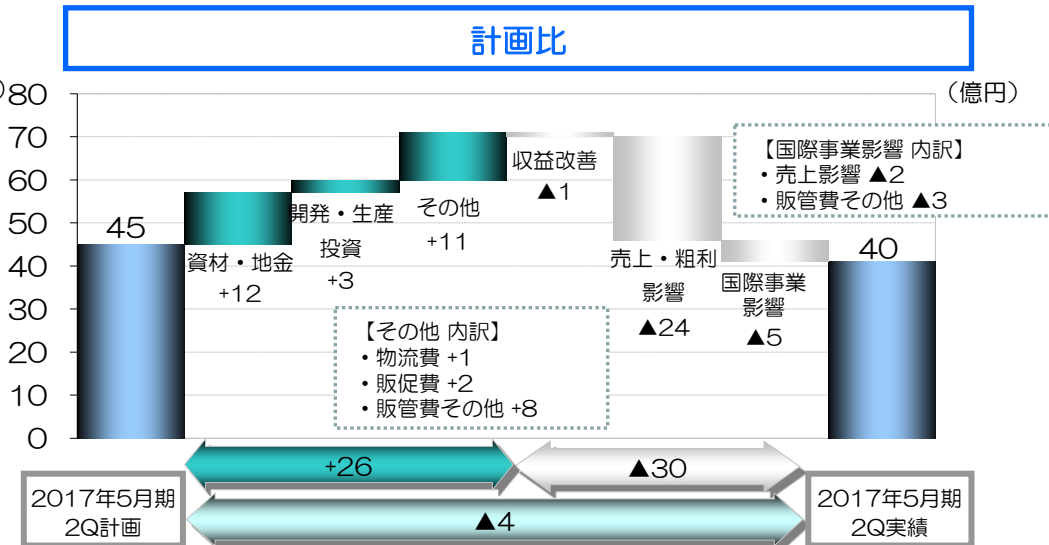 計画比
80
70
60
50
40
30
20
10
0
（億円）
45
資材・地金
+12
開発・生産
投資
+3
その他
+11
収益改善
▲1
売上・粗利
影響
▲24
国際事業
影響
▲5
40
【国際事業影響 内訳】
・売上影響 ▲2
・販管費その他 ▲3
【その他 内訳】
・物流費 +1
・販促費 +2
・販管費その他 +8
+26
▲30
▲4
2017年5月期
2Q計画
2017年5月期
2Q実績